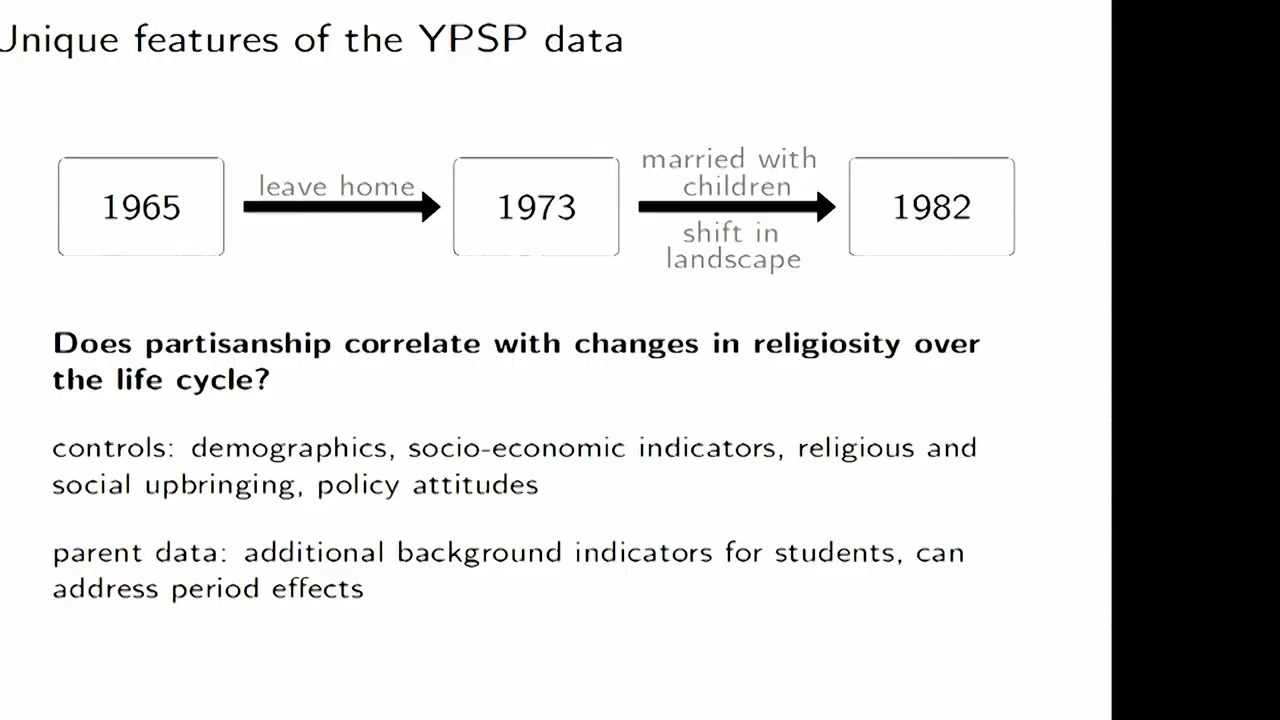 Unique features of the YPSP data
1965
leave home
1973
married with
children
shift in
landscape
1982
Does partisanship correlate with changes in religiosity over
the life cycle?
controls: demographics, socio-economic indicators, religious and
social upbringing, policy attitudes
parent data: additional background indicators for students, can
address period effects